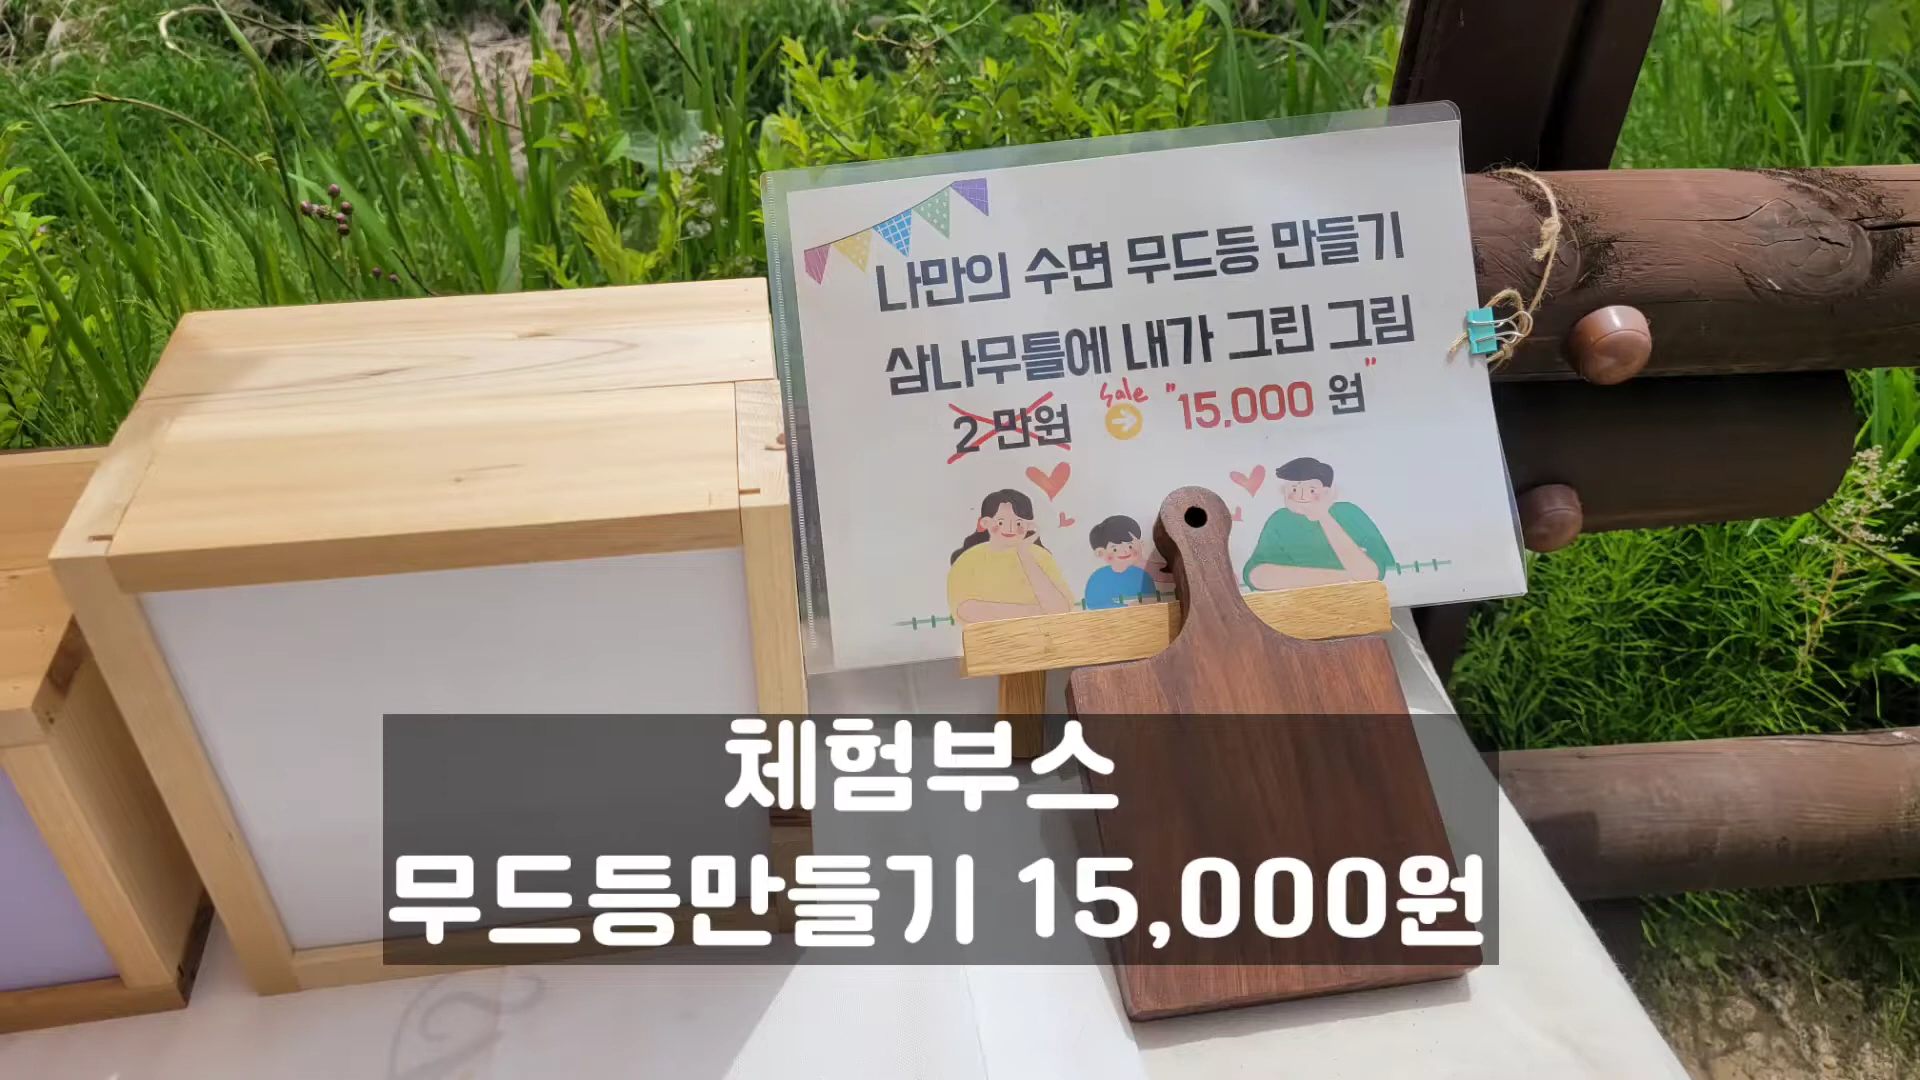 나만의 수면 무드등 만들기
삼나무틀에 내가 그린 그림
2만원 Sale "15,000 원"
체험부스
무드등만들기 15,000원